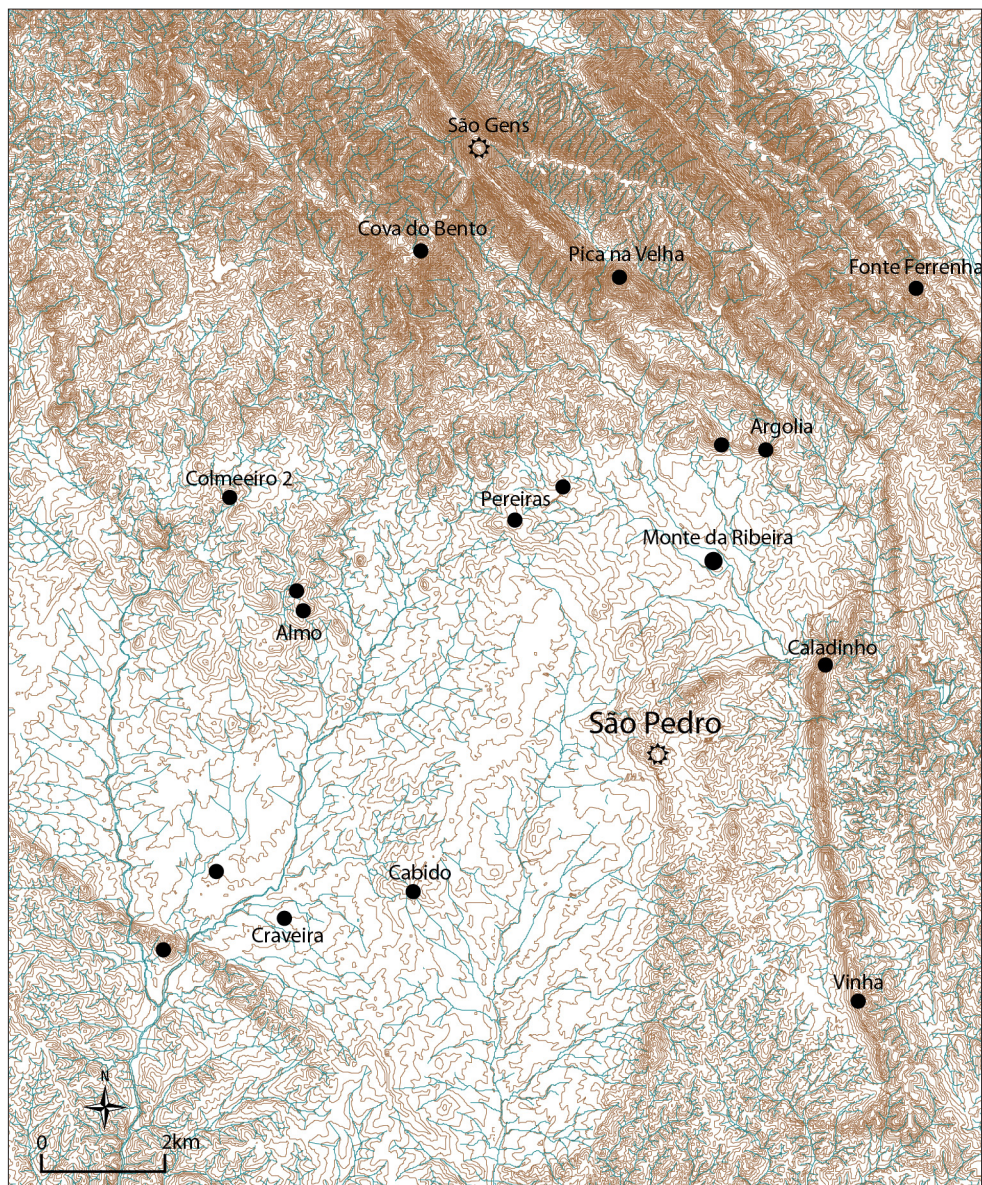 São Gens
Cova do Bento
Pica na Velha
Fonte Ferrenha
Argolia
Colmeeiro 2
Pereiras
Monte da Ribeira
Almo
Caladinho
São Pedro
Cabido
Craveira
Vinha
N
0 2km